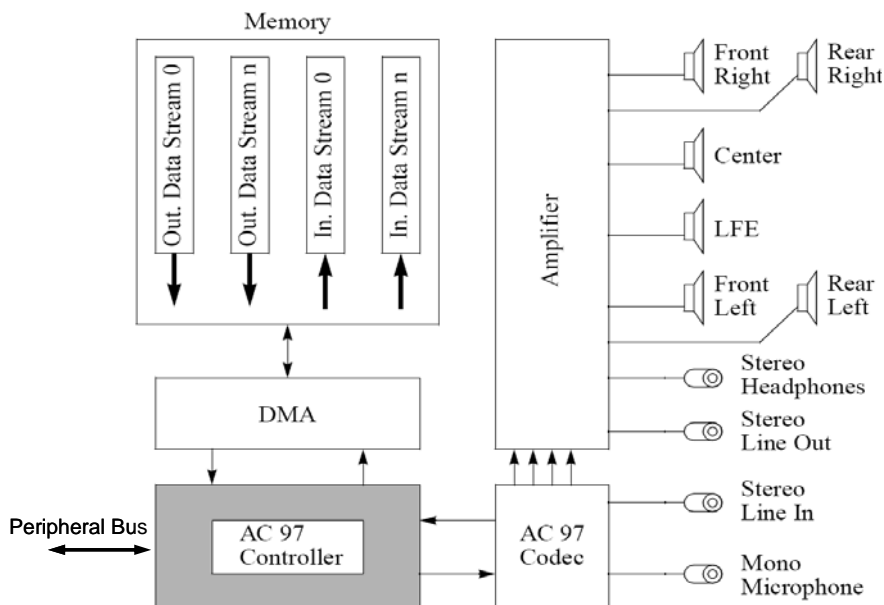 Memory
Out. Data Stream 0
Out. Data Stream n
In. Data Stream 0
In. Data Stream n
DMA
Peripheral Bus
AC 97
Controller
AC 97
Codec
Amplifier
Front
Right
Rear
Right
Center
LFE
Front
Left
Rear
Left
Stereo
Headphones
Stereo
Line Out
Stereo
Line In
Mono
Microphone